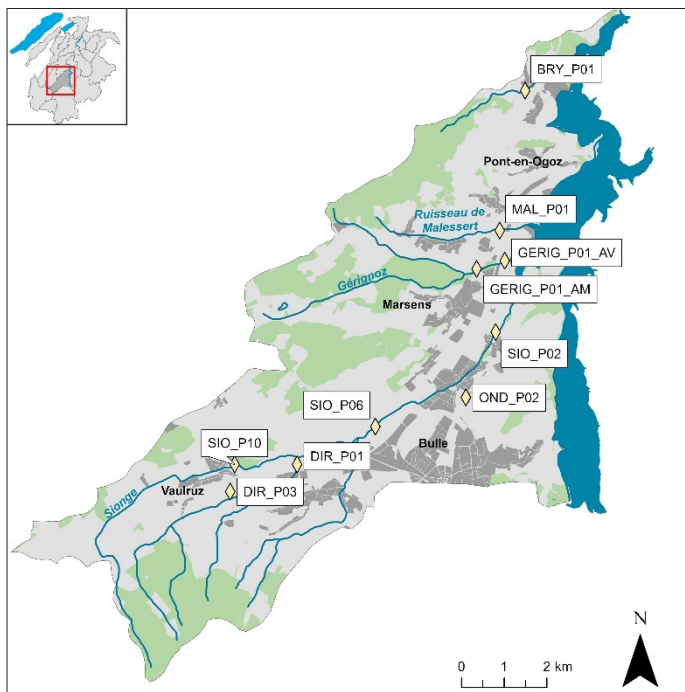 BRY_P01
Pont-en-Ogoz
MAL_P01
Ruisseau de
Malessert
GERIG_P01_AV
Gérignoz
GERIG_P01_AM
Marsens
SIO_P02
OND_P02
SIO_P06
Bulle
SIO_P10
DIR_P01
Vaulruz
DIR_P03
Sionge
N
0 1 2 km